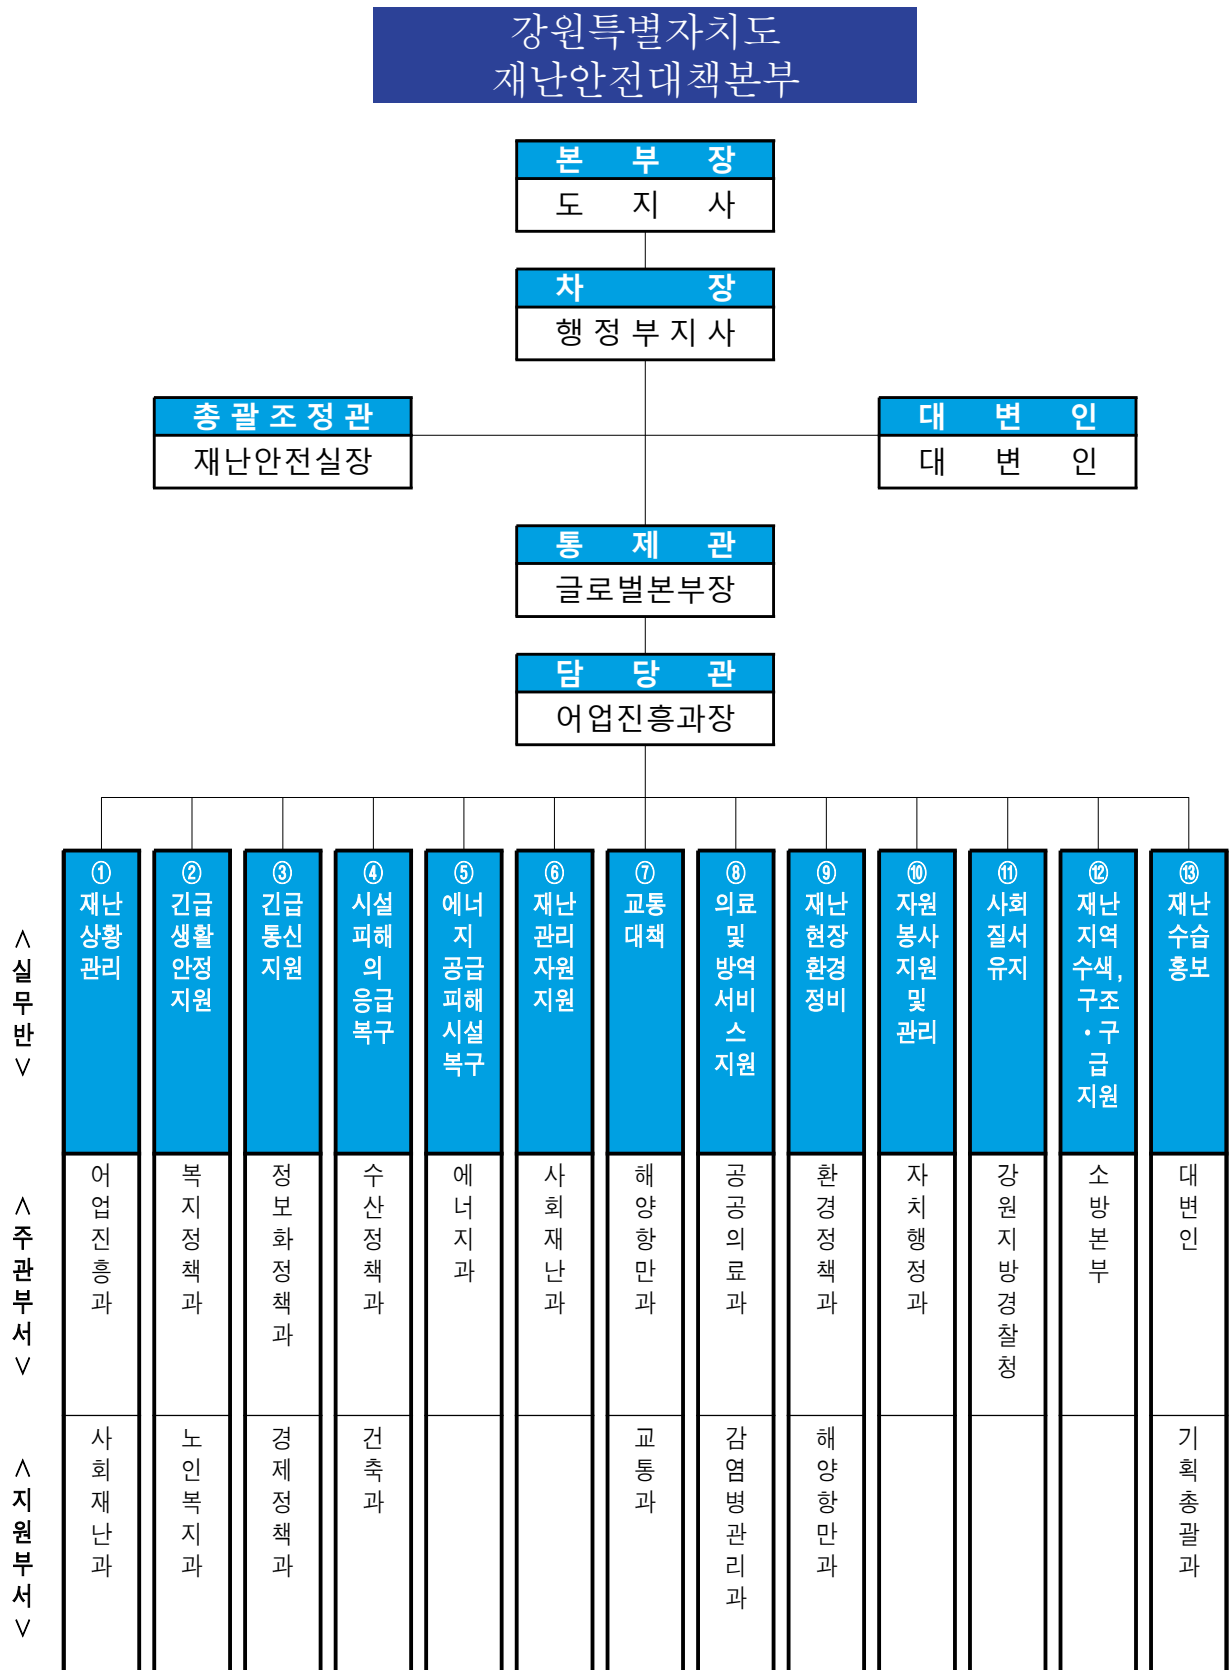 강원특별자치도
재난안전대책본부
본 부 장
도 지 사
차 장
행정부지사
총괄조정관
재난안전실장
대 변 인
대 변 인
통 제 관
글로벌본부장
담 당 관
어업진흥과장
<실무반>
①
재난
상황
관리
②
긴급
생활
안정
지원
③
긴급
통신
지원
④
시설
피해
의
응급
복구
⑤
에너
지
공급
피해
시설
복구
⑥
재난
관리
자원
지원
⑦
교통
대책
⑧
의료
및
방역
서비
스
지원
⑨
재난
현장
환경
정비
⑩
자원
봉사
지원
및
관리
⑪
사회
질서
유지
⑫
재난
지역
수색,
구조
・구
급
지원
⑬
재난
수습
홍보
<주관부서>
어업진흥과
복지정책과
정보화정책과
수산정책과
에너지과
사회재난과
해양항만과
공공의료과
환경정책과
자치행정과
강원지방경찰청
소방본부
대변인
<지원부서>
사회재난과
노인복지과
경제정책과
건축과
교통과
감염병관리과
해양항만과
기획총괄과